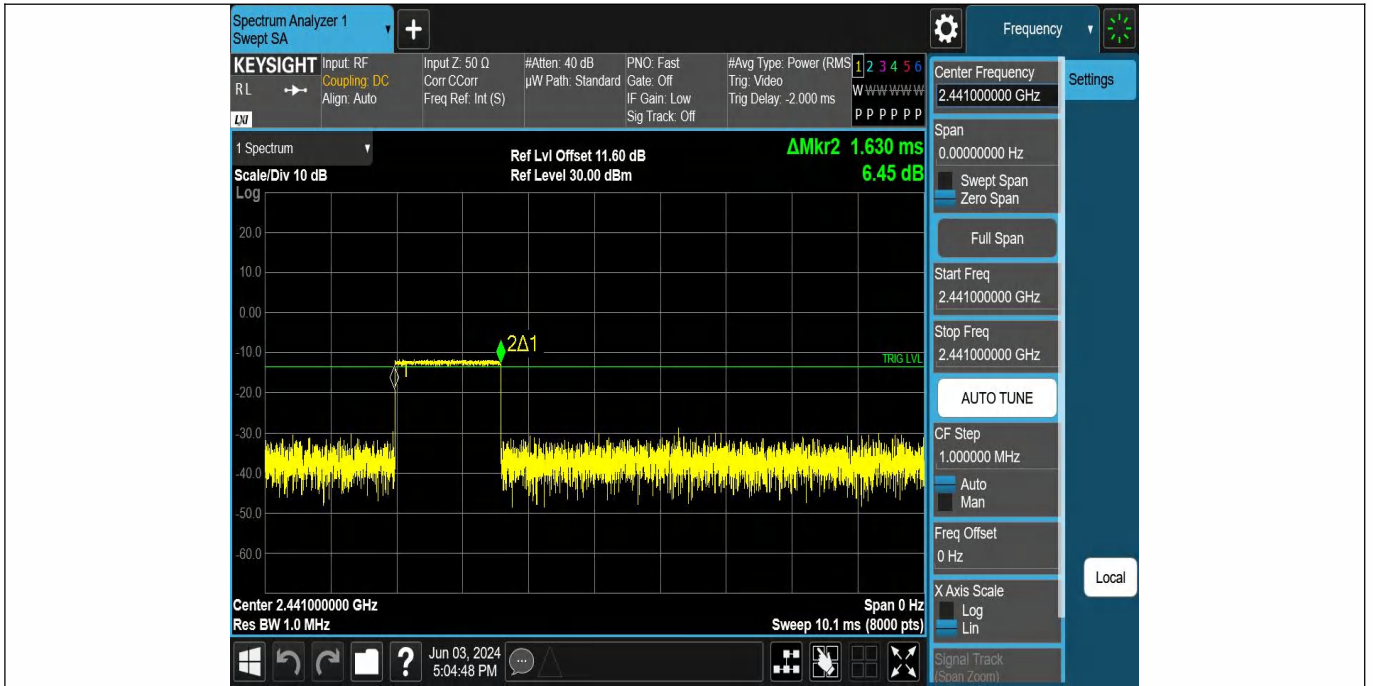 Spectrum Analyzer 1
Swept SA
+
Frequency
KEYSIGHT
RL
LXI
Input: RF
Coupling: DC
Align: Auto
Input Z: 50 Ω
Corr CCorr
Freq Ref: Int (S)
#Atten: 40 dB
µW Path: Standard
PNO: Fast
Gate: Off
IF Gain: Low
Sig Track: Off
#Avg Type: Power (RMS
Trig: Video
Trig Delay: -2.000 ms
1 2 3 4 5 6
W W W W W W
P P P P P P
1 Spectrum
Scale/Div 10 dB
Ref Lvl Offset 11.60 dB
Ref Level 30.00 dBm
ΔMkr2 1.630 ms
6.45 dB
Log
20.0
10.0
0.00
-10.0
-20.0
-30.0
-40.0
-50.0
-60.0
2Δ1
TRIG LVL
Center 2.441000000 GHz
Res BW 1.0 MHz
Span 0 Hz
Sweep 10.1 ms (8000 pts)
Center Frequency
2.441000000 GHz
Settings
Span
0.00000000 Hz
Swept Span
Zero Span
Full Span
Start Freq
2.441000000 GHz
Stop Freq
2.441000000 GHz
AUTO TUNE
CF Step
1.000000 MHz
Auto
Man
Freq Offset
0 Hz
Local
X Axis Scale
Log
Lin
Signal Track
(Span Zoom)
?
Jun 03, 2024
5:04:48 PM